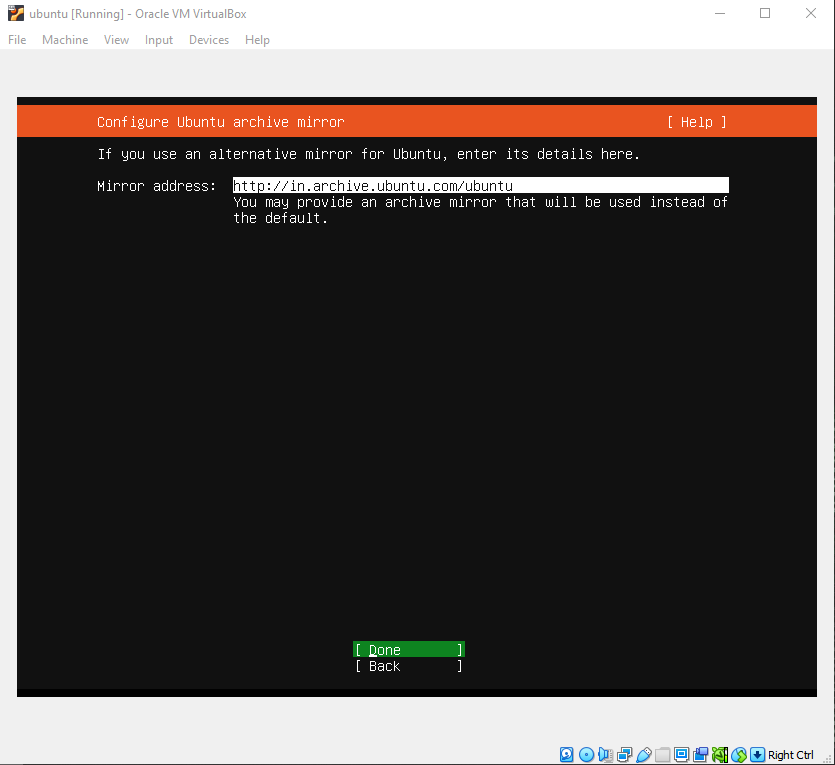 ubuntu [Running] - Oracle VM VirtualBox
File Machine View Input Devices Help
Configure Ubuntu archive mirror [ Help ]
If you use an alternative mirror for Ubuntu, enter its details here.
Mirror address: http://in.archive.ubuntu.com/ubuntu
You may provide an archive mirror that will be used instead of
the default.
[ Done ]
[ Back ]
Right Ctrl